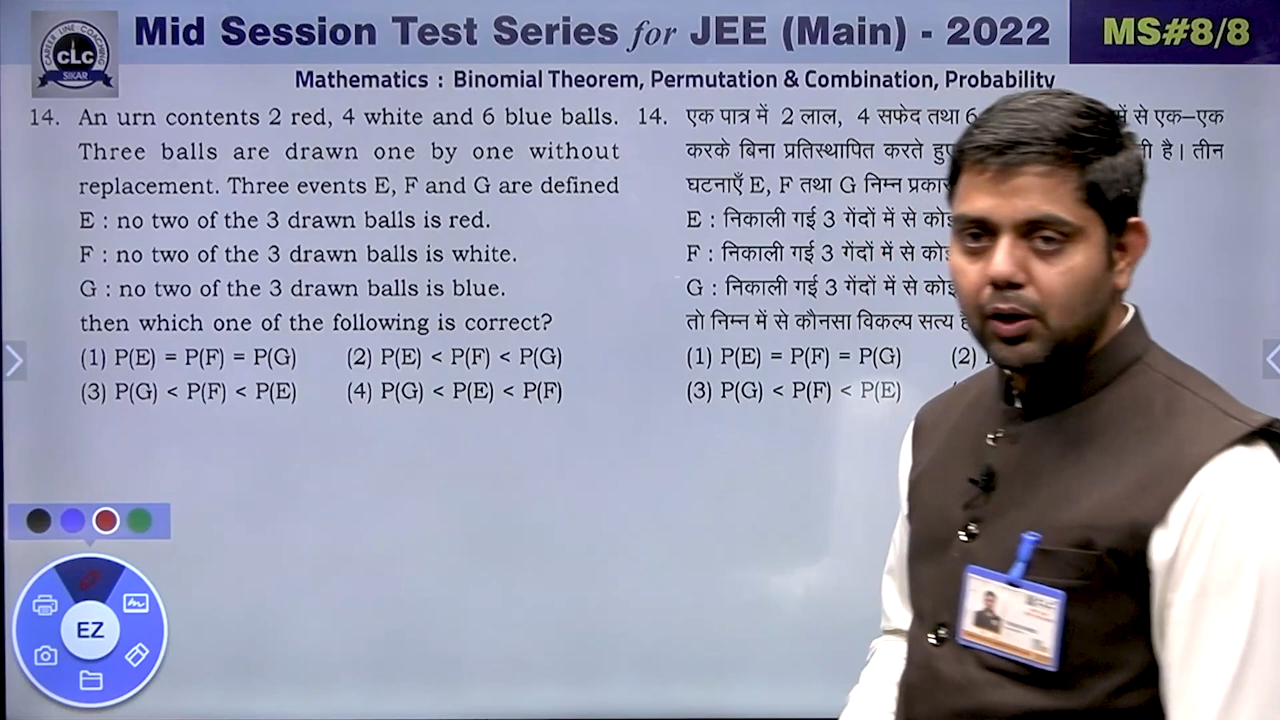 Mid Session Test Series for JEE (Main) - 2022
MS#8/8
CAREER LINE COACHING
CLC
SIKAR
Mathematics : Binomial Theorem, Permutation & Combination, Probability
14. An urn contents 2 red, 4 white and 6 blue balls.
Three balls are drawn one by one without
replacement. Three events E, F and G are defined
E : no two of the 3 drawn balls is red.
F : no two of the 3 drawn balls is white.
G : no two of the 3 drawn balls is blue.
then which one of the following is correct?
(1) P(E) = P(F) = P(G) (2) P(E) < P(F) < P(G)
(3) P(G) < P(F) < P(E) (4) P(G) < P(E) < P(F)
14. एक पात्र में 2 लाल, 4 सफेद तथा 6 में से एक–एक
करके बिना प्रतिस्थापित करते है। तीन
घटनाएँ E, F तथा G निम्न
E : निकाली गई 3 गेंदों में से
F : निकाली गई 3 गेंदों में से
G : निकाली गई 3 गेंदों में से
तो निम्न में से कौनसा विकल्प सत्य
(1) P(E) = P(F) = P(G) (2)
(3) P(G) < P(F) < P(E)
EZ